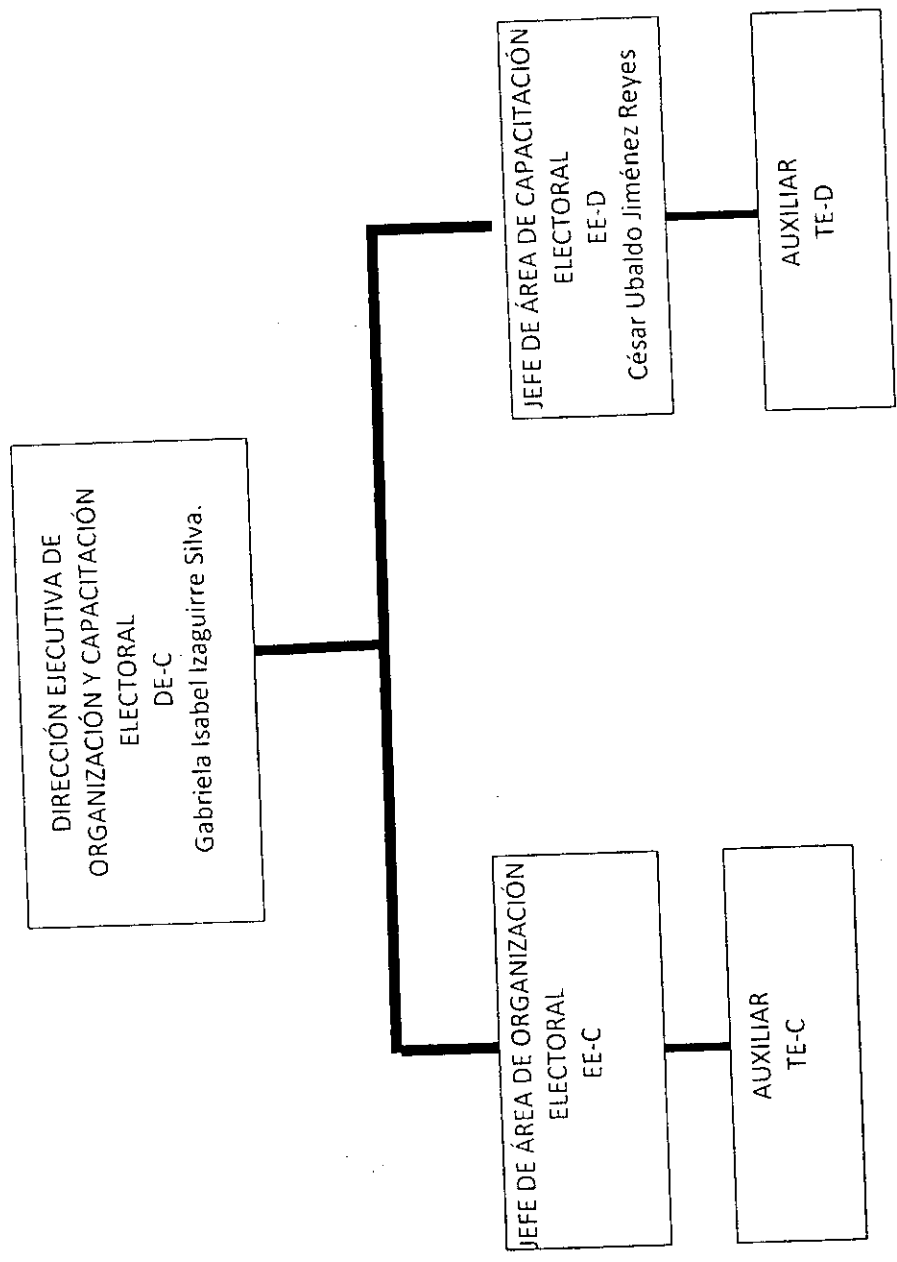 DIRECCIÓN EJECUTIVA DE
ORGANIZACIÓN Y CAPACITACIÓN
ELECTORAL
DE-C
Gabriela Isabel Izaguirre Silva.
JEFE DE ÁREA DE ORGANIZACIÓN
ELECTORAL
EE-C
AUXILIAR
TE-C
JEFE DE ÁREA DE CAPACITACIÓN
ELECTORAL
EE-D
César Ubaldo Jiménez Reyes
AUXILIAR
TE-D